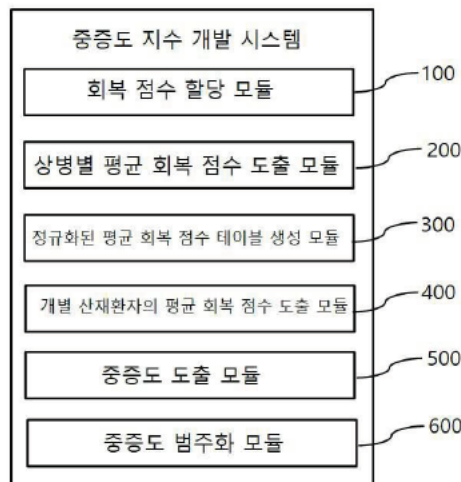 중증도 지수 개발 시스템
회복 점수 할당 모듈
100
상병별 평균 회복 점수 도출 모듈
200
정규화된 평균 회복 점수 테이블 생성 모듈
300
개별 산재환자의 평균 회복 점수 도출 모듈
400
중증도 도출 모듈
500
중증도 범주화 모듈
600